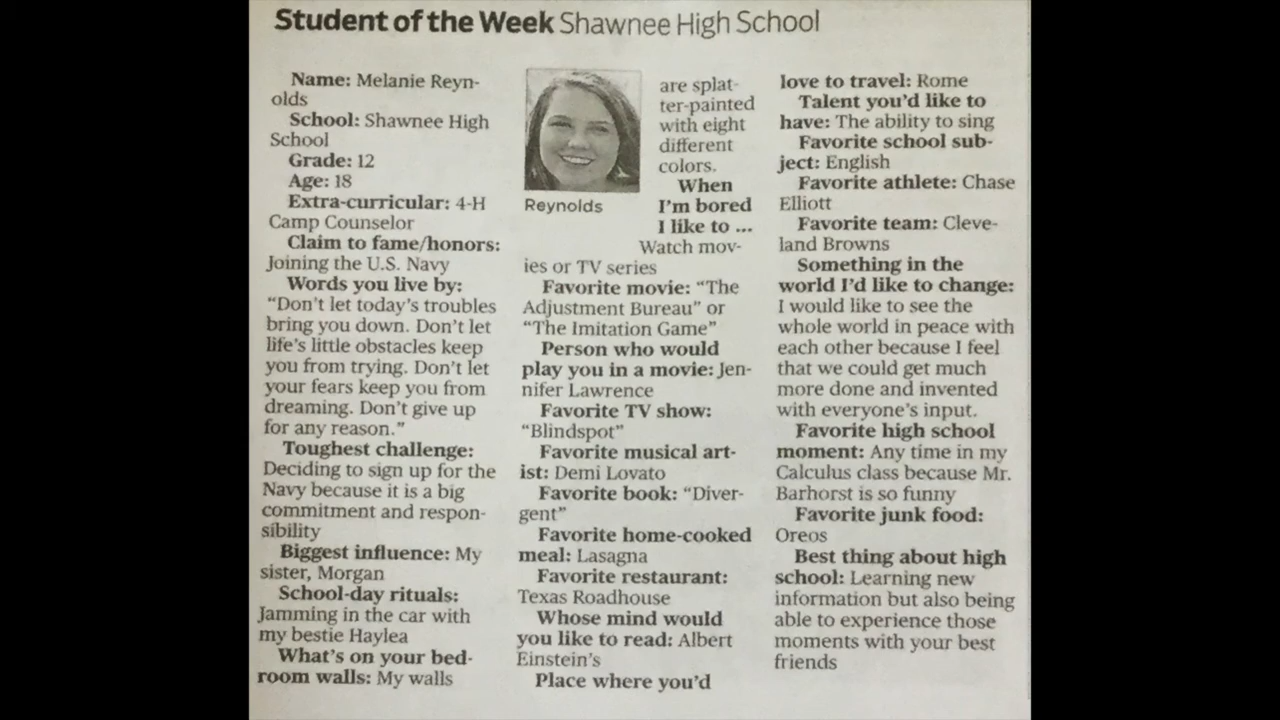 Student of the Week Shawnee High School
Name: Melanie Reyn-
olds
School: Shawnee High
School
Grade: 12
Age: 18
Extra-curricular: 4-H
Camp Counselor
Claim to fame/honors:
Joining the U.S. Navy
Words you live by:
“Don’t let today’s troubles
bring you down. Don’t let
life’s little obstacles keep
you from trying. Don’t let
your fears keep you from
dreaming. Don’t give up
for any reason.”
Toughest challenge:
Deciding to sign up for the
Navy because it is a big
commitment and respon-
sibility
Biggest influence: My
sister, Morgan
School-day rituals:
Jamming in the car with
my bestie Haylea
What’s on your bed-
room walls: My walls
Reynolds
are splat-
ter-painted
with eight
different
colors.
When
I’m bored
I like to ...
Watch mov-
ies or TV series
Favorite movie: “The
Adjustment Bureau” or
“The Imitation Game”
Person who would
play you in a movie: Jen-
nifer Lawrence
Favorite TV show:
“Blindspot”
Favorite musical art-
ist: Demi Lovato
Favorite book: “Diver-
gent”
Favorite home-cooked
meal: Lasagna
Favorite restaurant:
Texas Roadhouse
Whose mind would
you like to read: Albert
Einstein’s
Place where you’d
love to travel: Rome
Talent you’d like to
have: The ability to sing
Favorite school sub-
ject: English
Favorite athlete: Chase
Elliott
Favorite team: Cleve-
land Browns
Something in the
world I’d like to change:
I would like to see the
whole world in peace with
each other because I feel
that we could get much
more done and invented
with everyone’s input.
Favorite high school
moment: Any time in my
Calculus class because Mr.
Barhorst is so funny
Favorite junk food:
Oreos
Best thing about high
school: Learning new
information but also being
able to experience those
moments with your best
friends